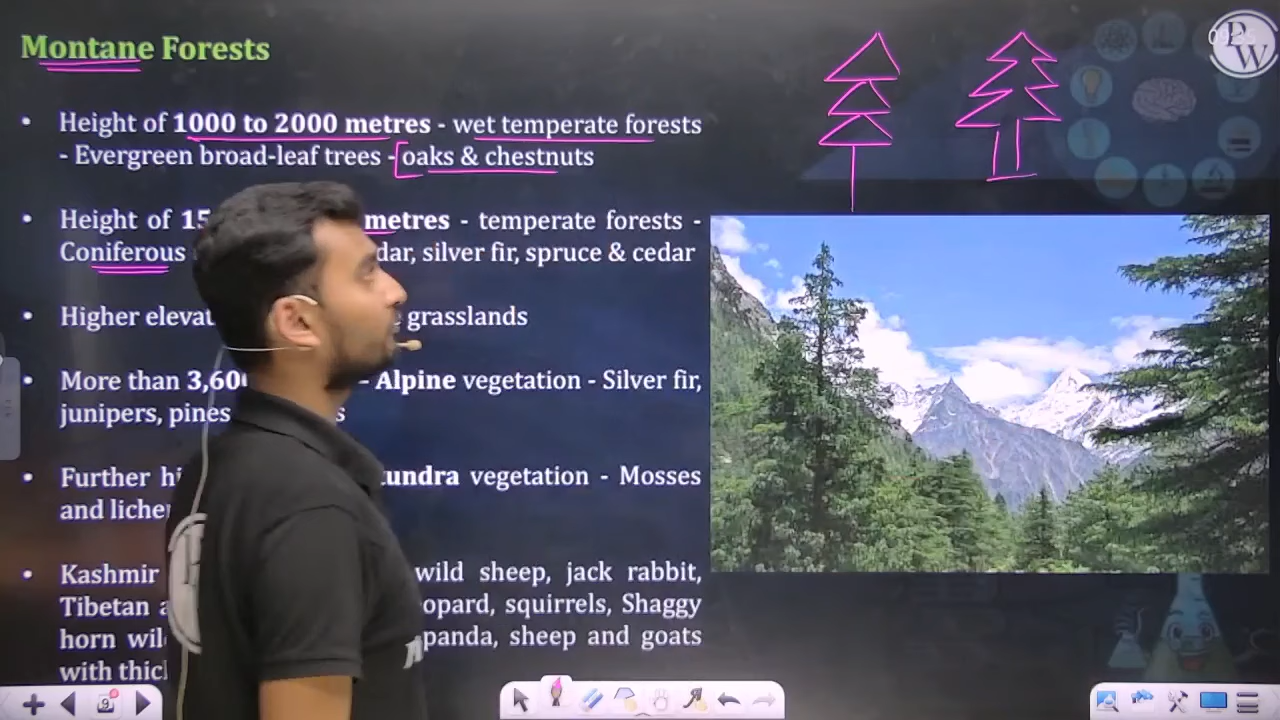 Montane Forests
• Height of 1000 to 2000 metres - wet temperate forests
- Evergreen broad-leaf trees - oaks & chestnuts
• Height of 15 metres - temperate forests -
Coniferous dar, silver fir, spruce & cedar
• Higher elevat grasslands
• More than 3,60 - Alpine vegetation - Silver fir,
junipers, pines s
• Further hi tundra vegetation - Mosses
and liche
• Kashmir wild sheep, jack rabbit,
Tibetan a opard, squirrels, Shaggy
horn wil panda, sheep and goats
with thic
PW